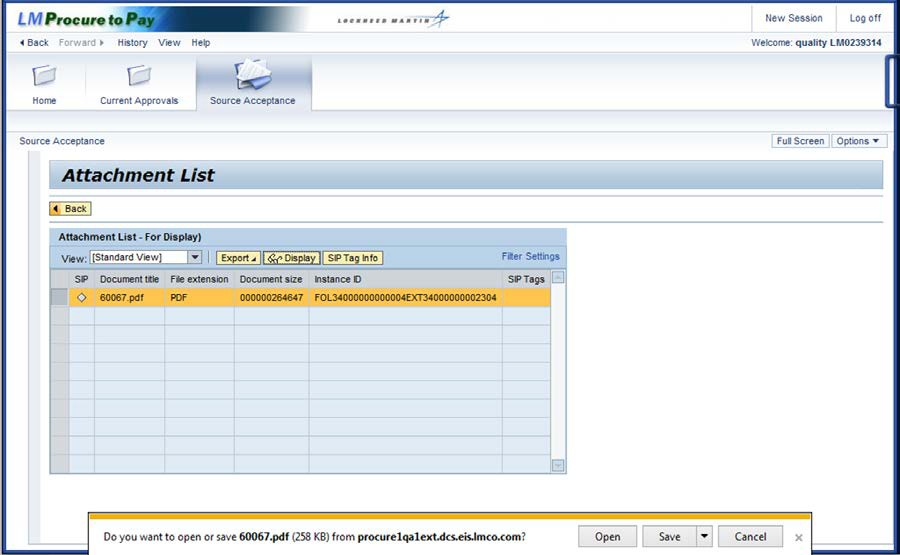 LM Procure to Pay
LOCKHEED MARTIN
New Session Log off
Back Forward History View Help
Welcome: quality LM0239314
Home Current Approvals Source Acceptance
Source Acceptance
Full Screen Options
Attachment List
Back
Attachment List - For Display)
View: [Standard View] Export Display SIP Tag Info Filter Settings
SIP Document title File extension Document size Instance ID SIP Tags
60067.pdf PDF 000000264647 FOL34000000000004EXT34000000002304
Do you want to open or save 60067.pdf (258 KB) from procure1qa1ext.dcs.eis.lmco.com?
Open Save Cancel